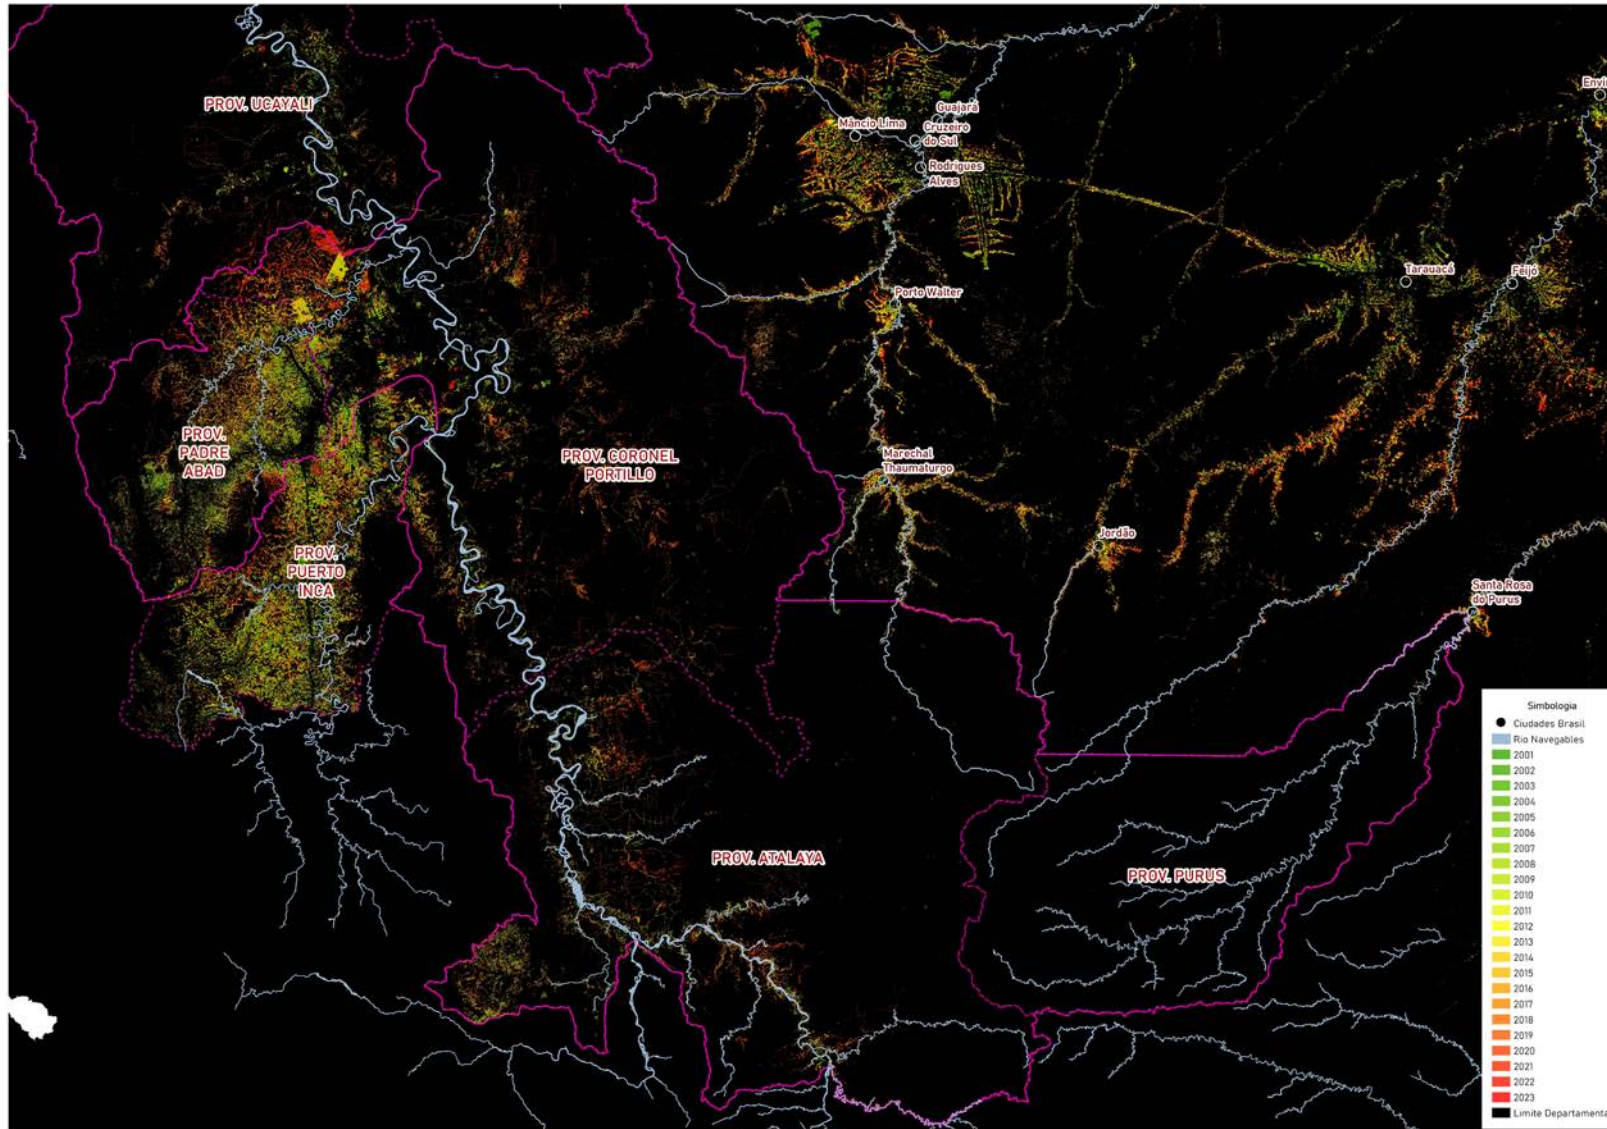 PROV. UCAYALI
Guajará
Mâncio Lima
Cruzeiro
do Sul
Rodrigues
Alves
Envir
Tarauacá
Feijó
Porto Walter
PROV.
PADRE
ABAD
PROV. CORONEL
PORTILLO
Marechal
Thaumaturgo
Jordão
PROV.
PUERTO
INCA
Santa Rosa
do Purus
PROV. ATALAYA
PROV. PURUS
Simbologia
Ciudades Brasil
Rio Navegables
2001
2002
2003
2004
2005
2006
2007
2008
2009
2010
2011
2012
2013
2014
2015
2016
2017
2018
2019
2020
2021
2022
2023
Limite Departamenta